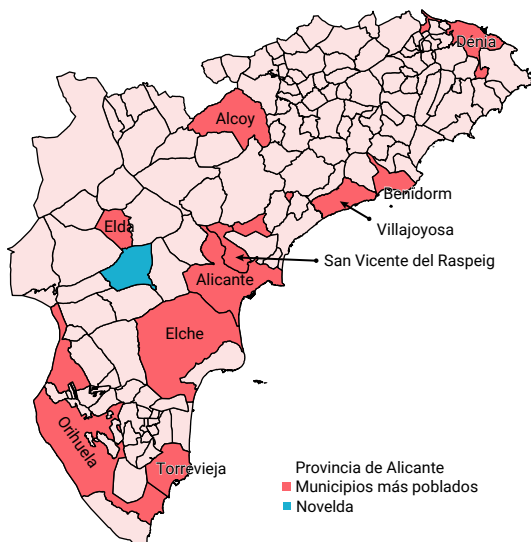 Dénia
Alcoy
Benidorm
Elda
Villajoyosa
San Vicente del Raspeig
Alicante
Elche
Orihuela
Torrevieja
Provincia de Alicante
Municipios más poblados
Novelda